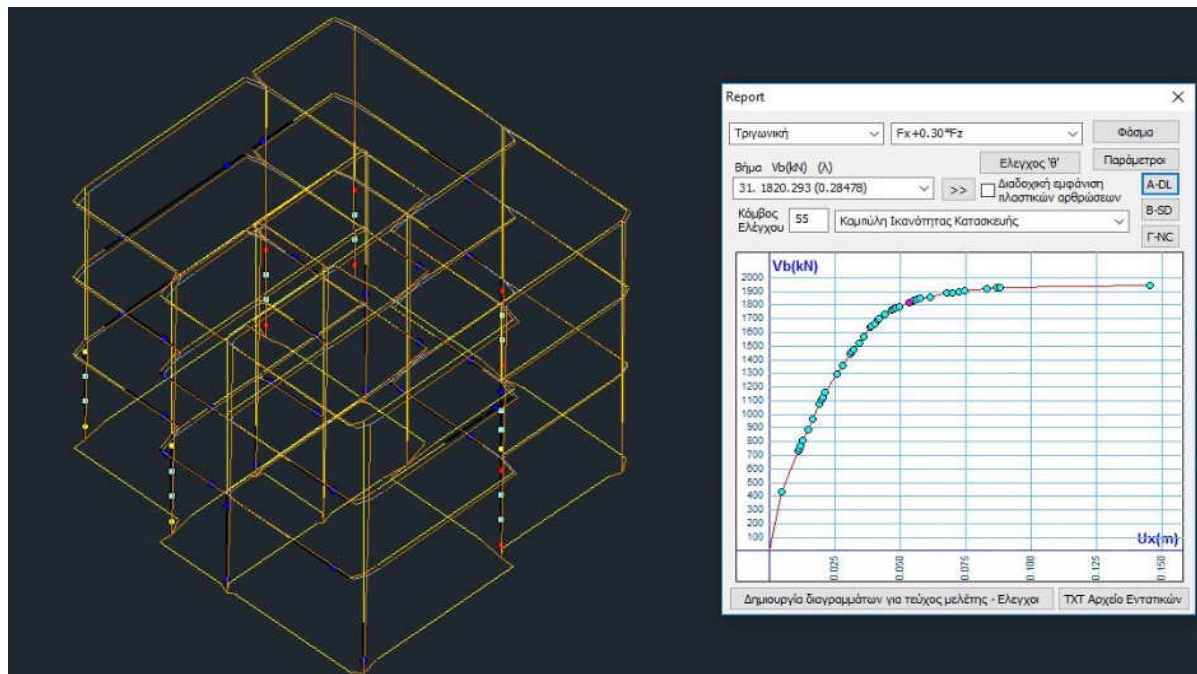 Report
Τριγωνική
Fx+0.30*Fz
Φάσμα
Ελεγχος 'θ'
Παράμετροι
Βήμα Vb(kN) (λ)
31. 1820.293 (0.28478)
>>
Διαδοχική εμφάνιση
πλαστικών αρθρώσεων
A-DL
Κόμβος
Ελέγχου
55
Καμπύλη Ικανότητας Κατασκευής
B-SD
Γ-NC
Vb(kN)
2000
1900
1800
1700
1600
1500
1400
1300
1200
1100
1000
900
800
700
600
500
400
300
200
100
Ux(m)
0.025
0.050
0.075
0.100
0.125
0.150
Δημιουργία διαγραμμάτων για τεύχος μελέτης - Ελεγχοι
TXT Αρχείο Εντατικών